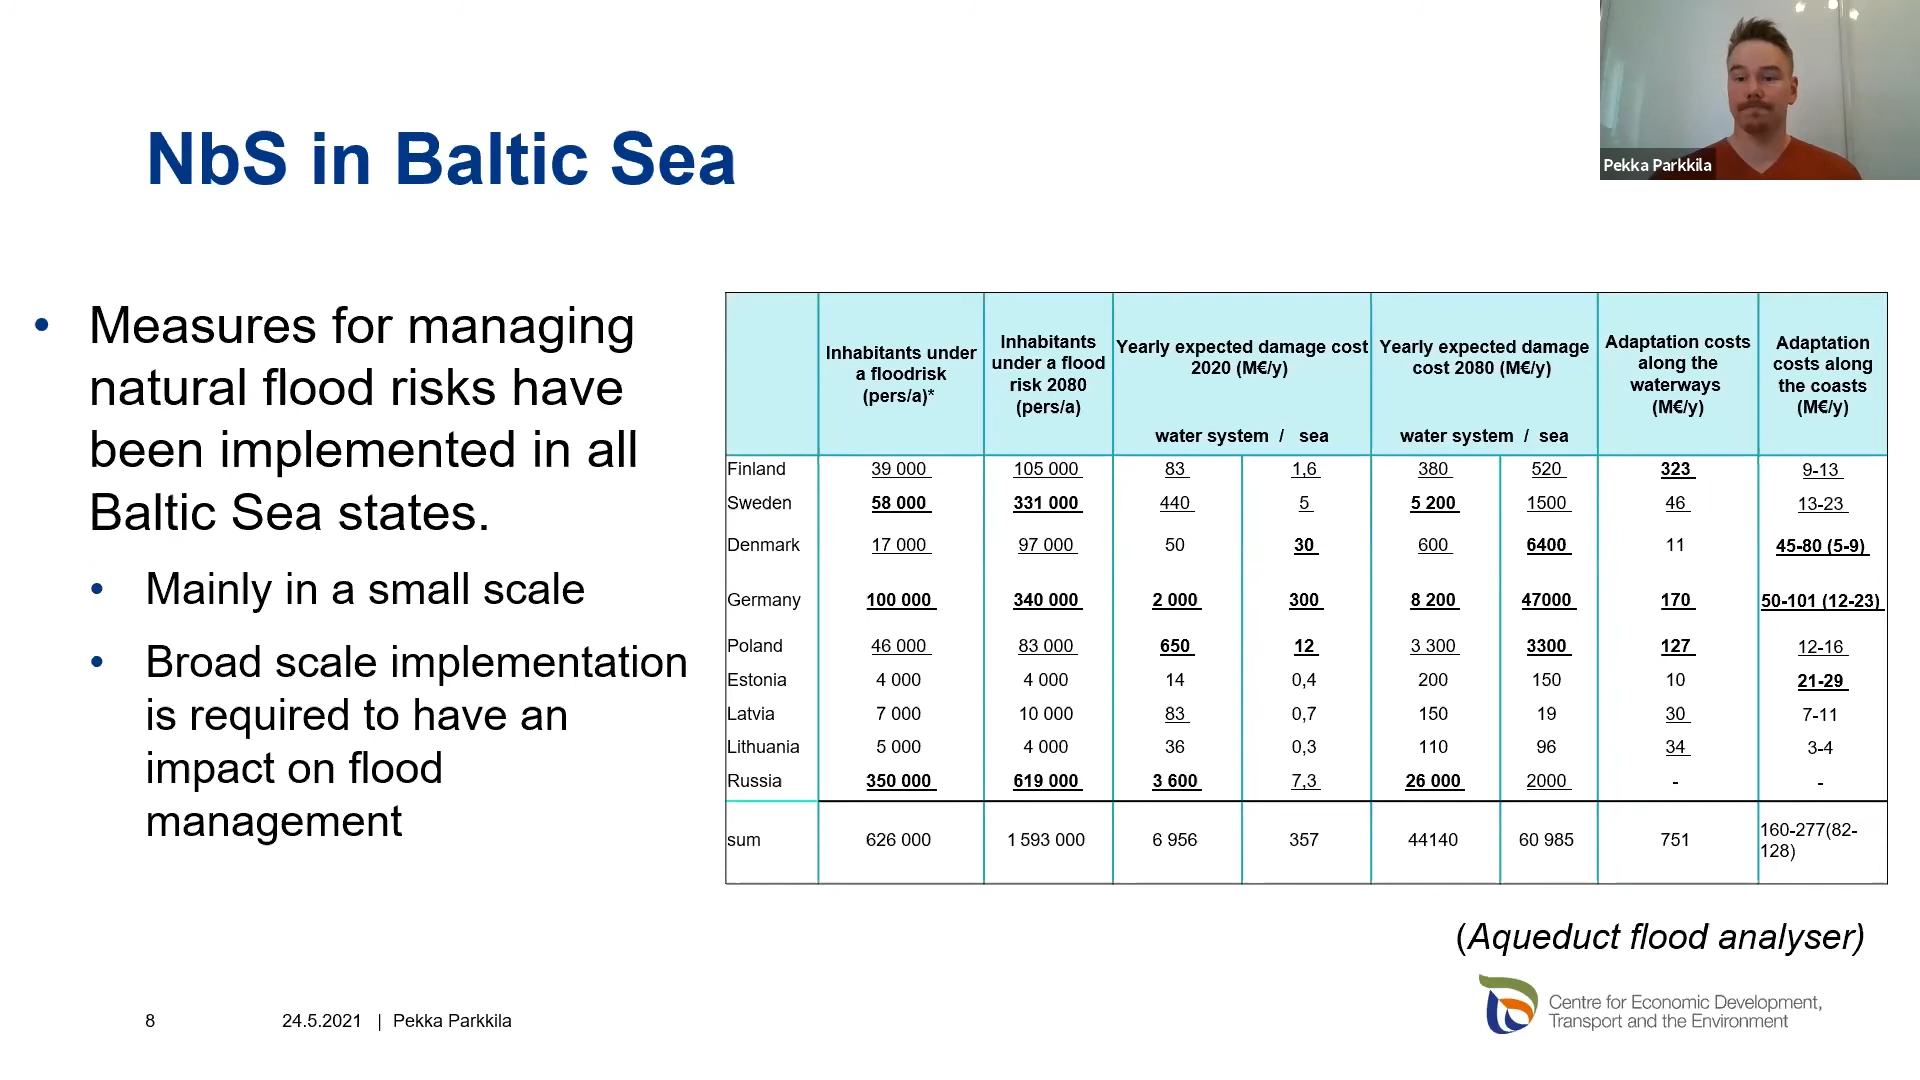 Pekka Parkkila
NbS in Baltic Sea
• Measures for managing
natural flood risks have
been implemented in all
Baltic Sea states.
• Mainly in a small scale
• Broad scale implementation
is required to have an
impact on flood
management
Inhabitants under a floodrisk (pers/a)* Inhabitants under a flood risk 2080 (pers/a) Yearly expected damage cost 2020 (M€/y) Yearly expected damage cost 2080 (M€/y) Adaptation costs along the waterways (M€/y) Adaptation costs along the coasts (M€/y)
water system / sea water system / sea
Finland 39 000 105 000 83 1,6 380 520 323 9-13
Sweden 58 000 331 000 440 5 5 200 1500 46 13-23
Denmark 17 000 97 000 50 30 600 6400 11 45-80 (5-9)
Germany 100 000 340 000 2 000 300 8 200 47000 170 50-101 (12-23)
Poland 46 000 83 000 650 12 3 300 3300 127 12-16
Estonia 4 000 4 000 14 0,4 200 150 10 21-29
Latvia 7 000 10 000 83 0,7 150 19 30 7-11
Lithuania 5 000 4 000 36 0,3 110 96 34 3-4
Russia 350 000 619 000 3 600 7,3 26 000 2000 - -
sum 626 000 1 593 000 6 956 357 44140 60 985 751 160-277(82-128)
(Aqueduct flood analyser)
8 24.5.2021 | Pekka Parkkila
Centre for Economic Development,
Transport and the Environment